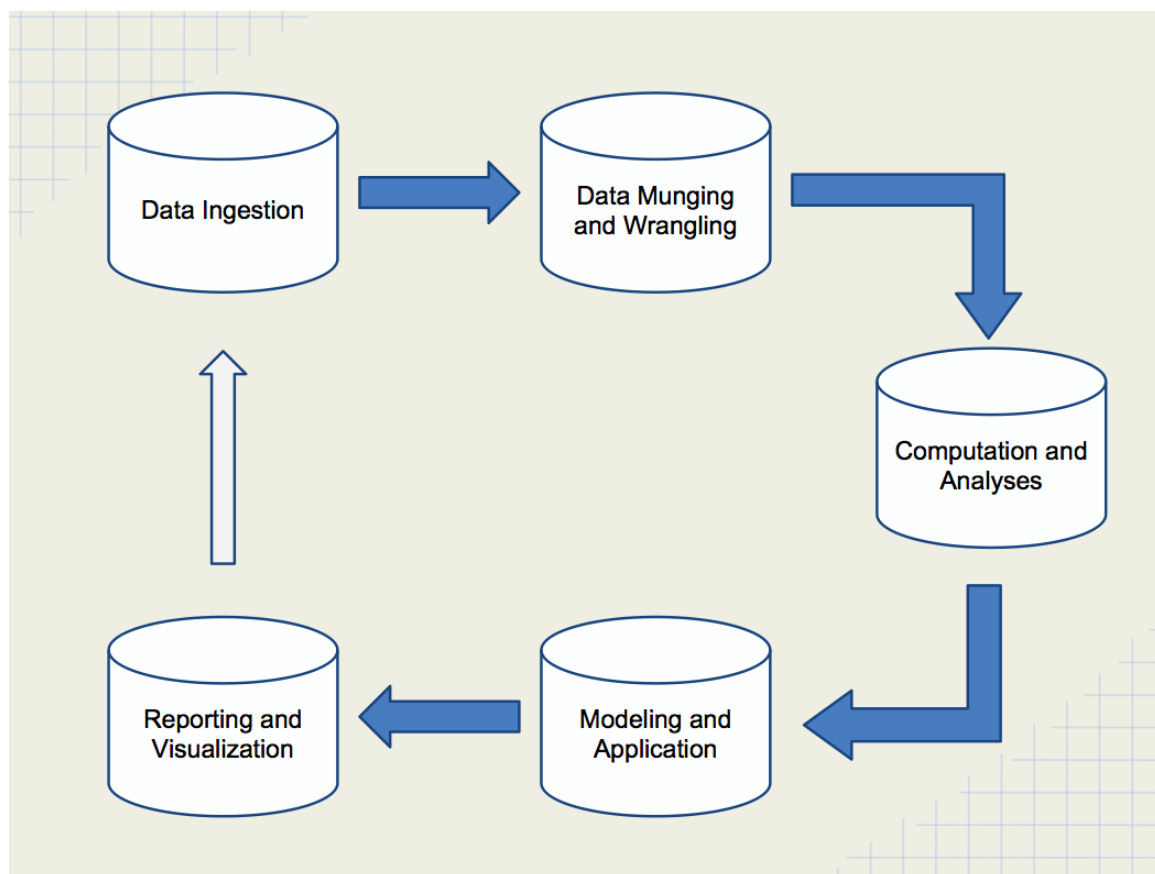 Data Ingestion
Data Munging
and Wrangling
Computation and
Analyses
Modeling and
Application
Reporting and
Visualization